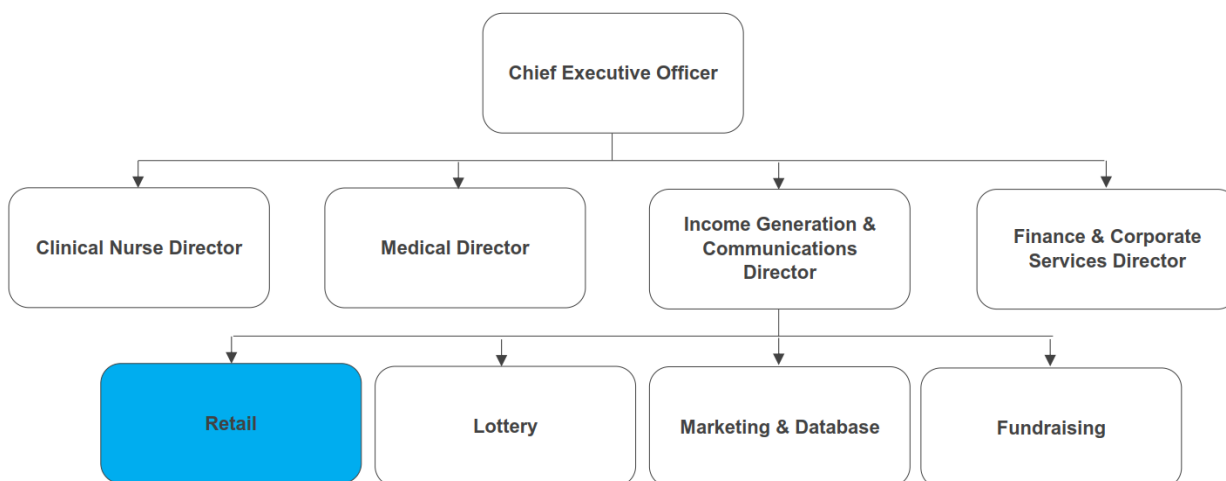 Chief Executive Officer
Clinical Nurse Director
Medical Director
Income Generation &
Communications
Director
Finance & Corporate
Services Director
Retail
Lottery
Marketing & Database
Fundraising